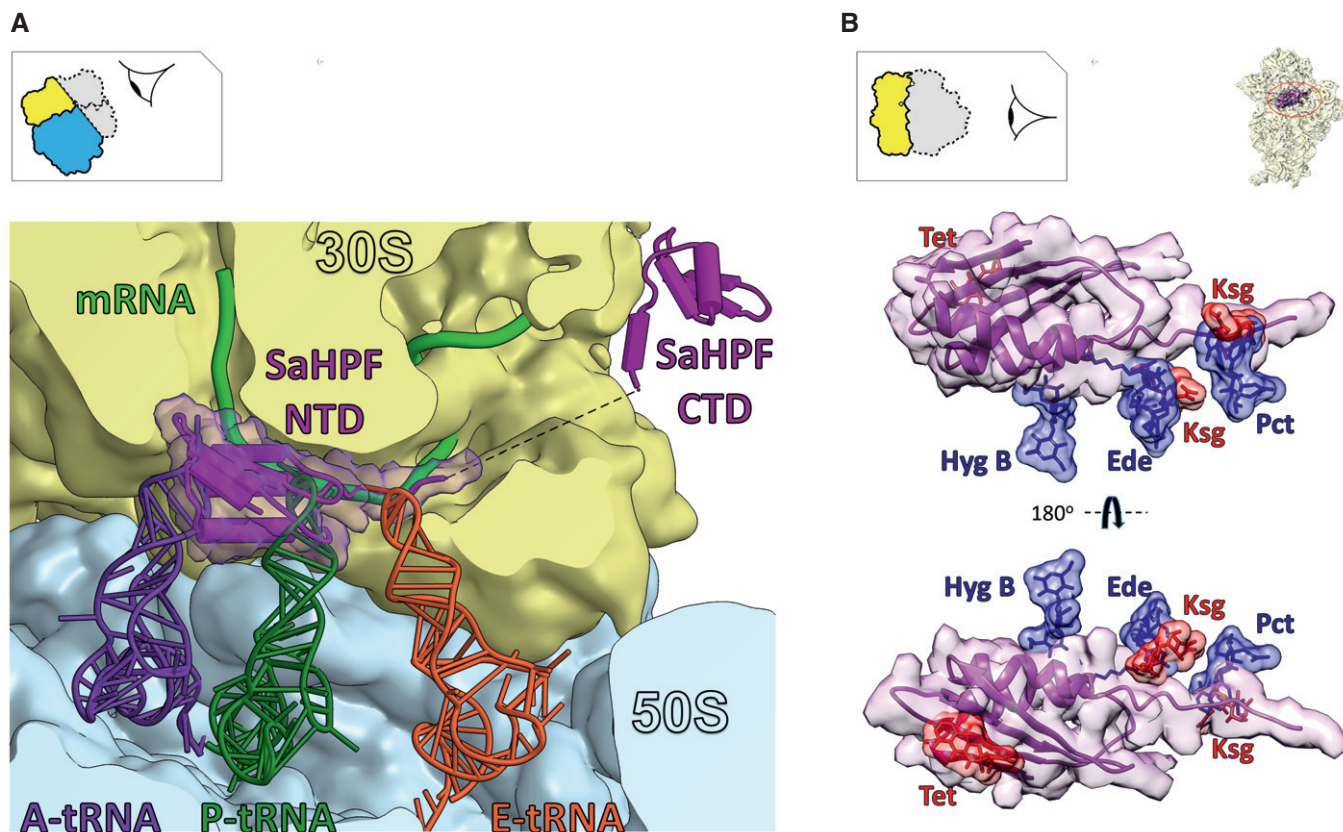 A
B
30S
mRNA
SaHPF
NTD
SaHPF
CTD
50S
A-tRNA
P-tRNA
E-tRNA
Tet
Ksg
Hyg B
Ede
Ksg
Pct
180°
Hyg B
Ede
Ksg
Pct
Ksg
Tet